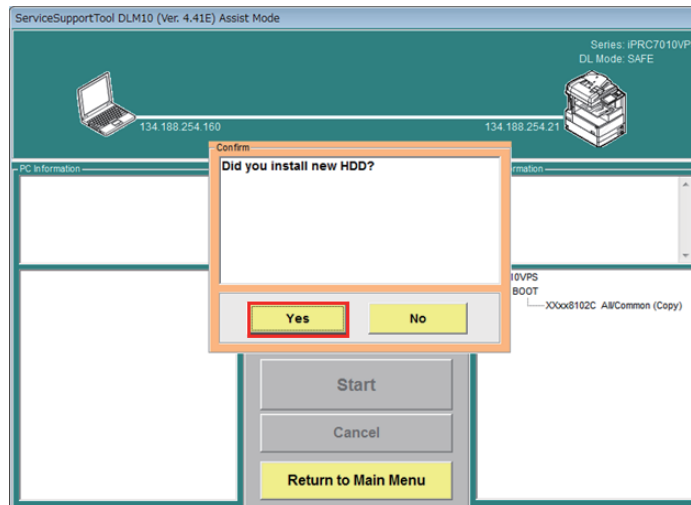 ServiceSupportTool DLM10 (Ver. 4.41E) Assist Mode
Series: iPRC7010VP
DL Mode: SAFE
134.188.254.160
134.188.254.21
Confirm
Did you install new HDD?
PC Information
rmation
10VPS
BOOT
XXxx8102C All/Common (Copy)
Yes
No
Start
Cancel
Return to Main Menu